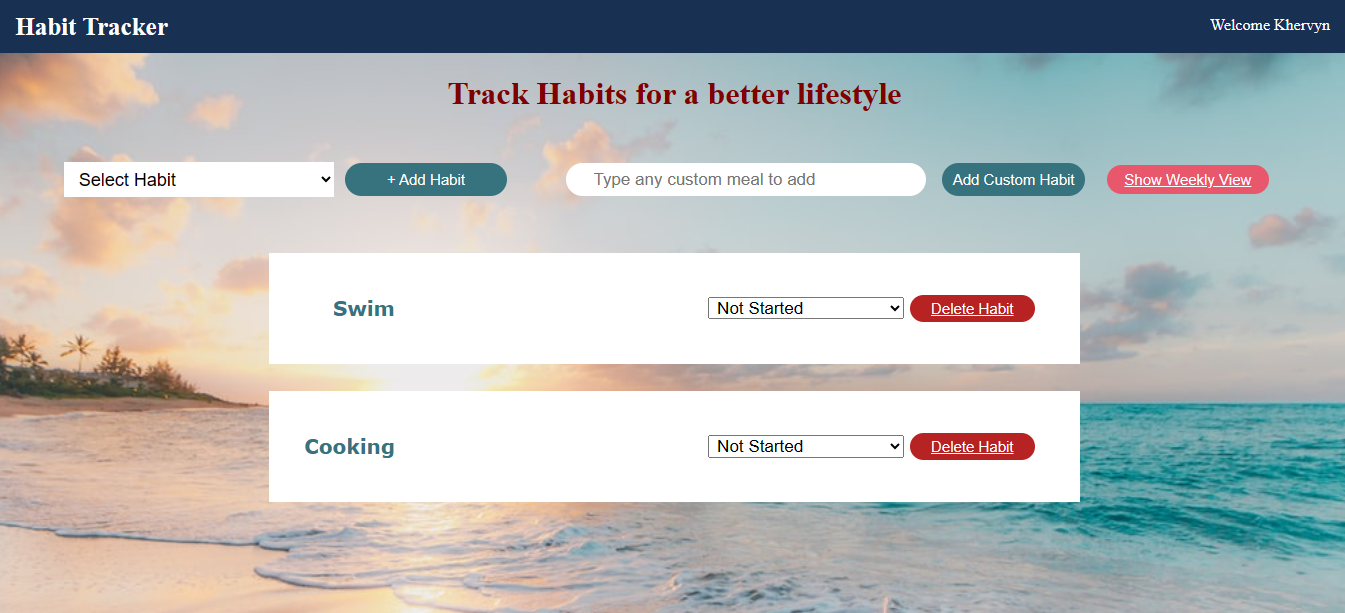 Habit Tracker
Welcome Khervyn
Track Habits for a better lifestyle
Select Habit
+ Add Habit
Type any custom meal to add
Add Custom Habit
Show Weekly View
Swim
Not Started
Delete Habit
Cooking
Not Started
Delete Habit